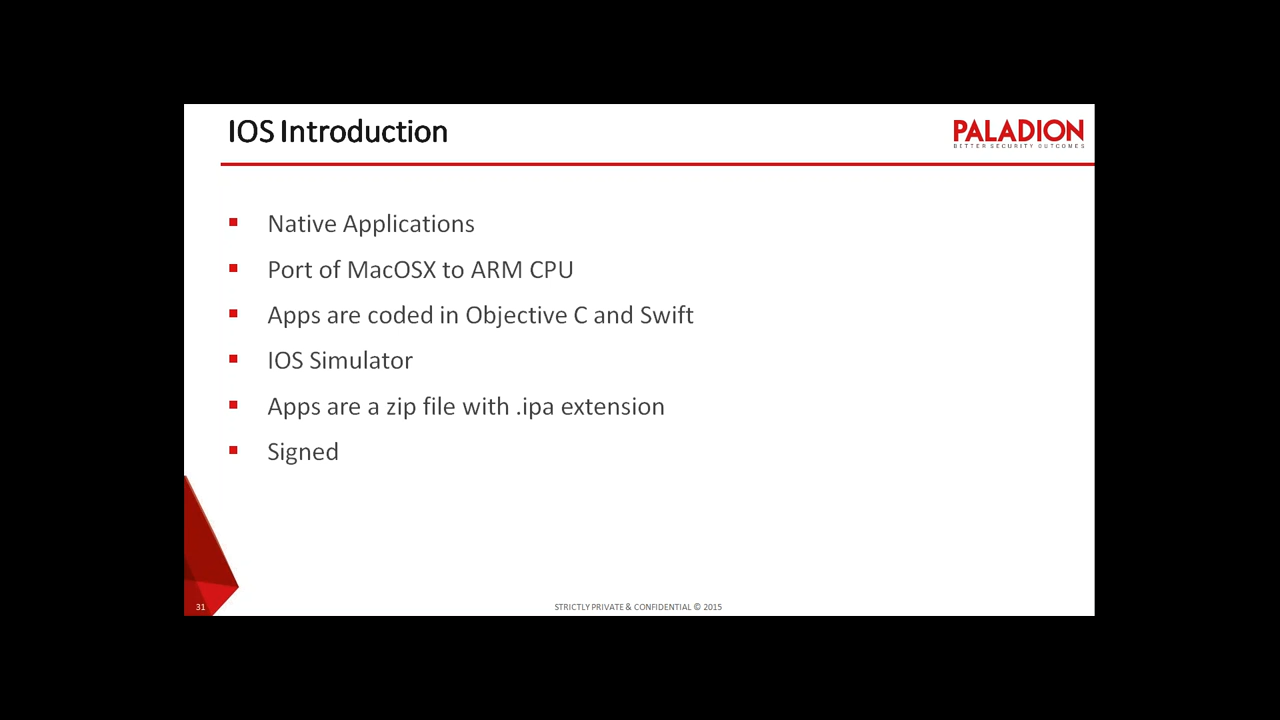 IOS Introduction
PALADION
BETTER SECURITY OUTCOMES
Native Applications
Port of MacOSX to ARM CPU
Apps are coded in Objective C and Swift
IOS Simulator
Apps are a zip file with .ipa extension
Signed
31
STRICTLY PRIVATE & CONFIDENTIAL © 2015